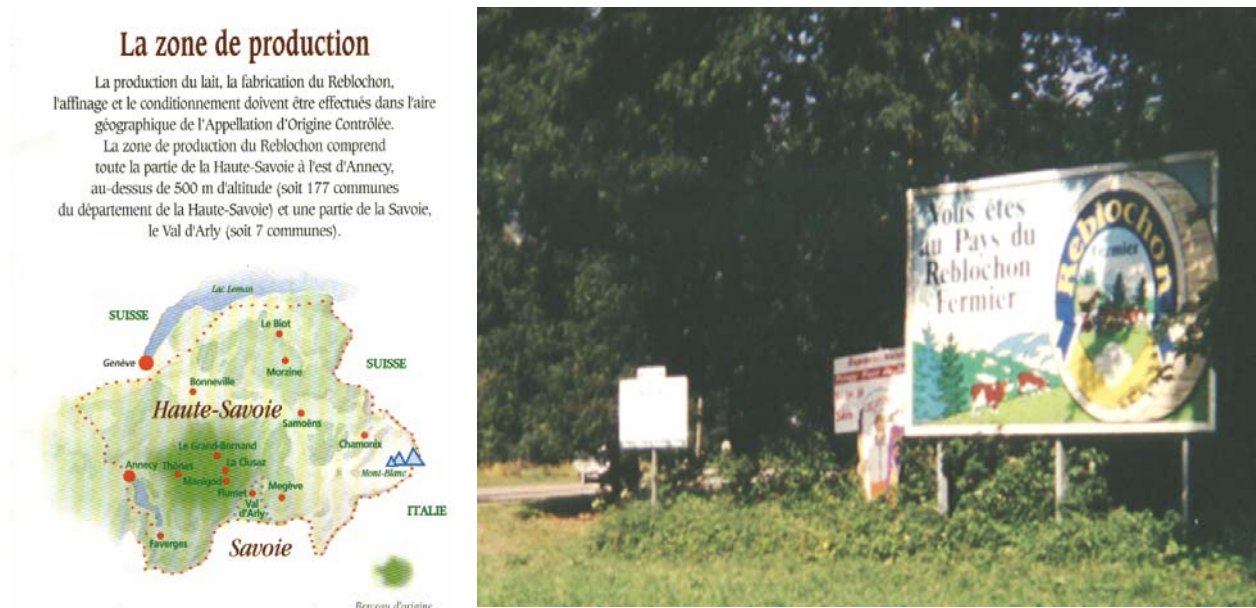 La zone de production
La production du lait, la fabrication du Reblochon,
l'affinage et le conditionnement doivent être effectués dans l'aire
géographique de l'Appellation d'Origine Contrôlée.
La zone de production du Reblochon comprend
toute la partie de la Haute-Savoie à l'est d'Annecy,
au-dessus de 500 m d'altitude (soit 177 communes
du département de la Haute-Savoie) et une partie de la Savoie,
le Val d'Arly (soit 7 communes).
Lac Leman
SUISSE
Le Biot
Genève
SUISSE
Morzine
Bonneville
Haute-Savoie
Samoëns
Chamonix
Le Grand-Bornand
Annecy
Thônes
La Clusaz
Mont-Blanc
Manigod
Flumet
Megève
Val
d'Arly
ITALIE
Faverges
Savoie
Berceau d'origine
Vous êtes
au Pays du
Reblochon
Fermier
Reblochon
Fermier